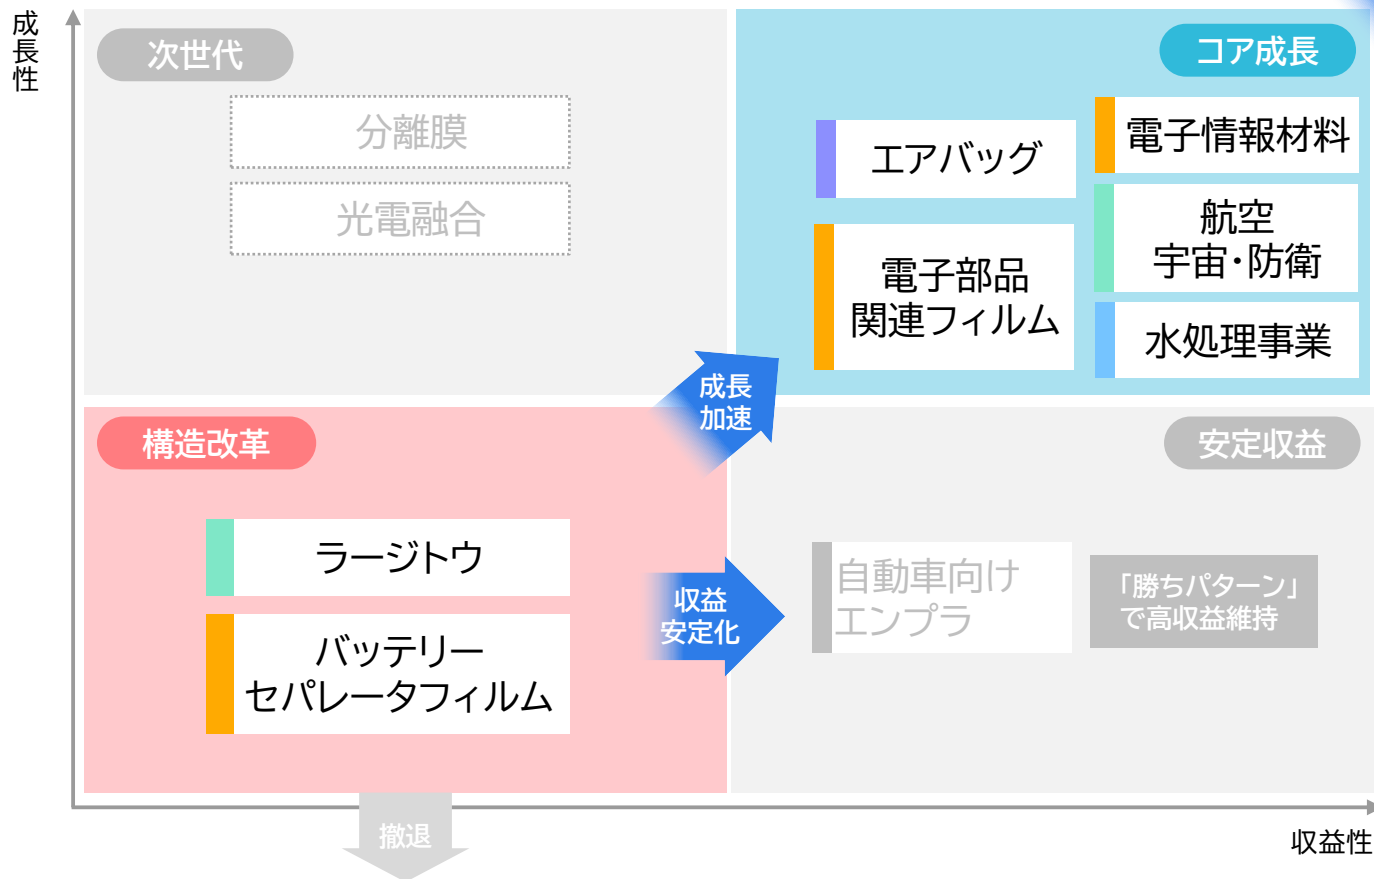 成長性
次世代
分離膜
光電融合
コア成長
エアバッグ
電子部品
関連フィルム
電子情報材料
航空
宇宙・防衛
水処理事業
成長
加速
構造改革
ラージトウ
バッテリー
セパレータフィルム
収益
安定化
安定収益
自動車向け
エンプラ
「勝ちパターン」
で高収益維持
撤退
収益性